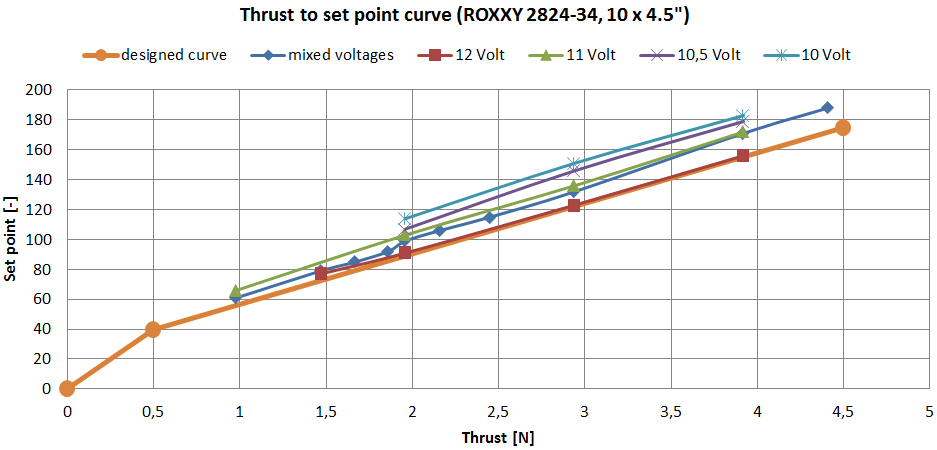 Thrust to set point curve (ROXXY 2824-34, 10 x 4.5")
designed curve mixed voltages 12 Volt 11 Volt 10,5 Volt 10 Volt
200
180
160
140
120
100
80
60
40
20
0
Set point [-]
0 0,5 1 1,5 2 2,5 3 3,5 4 4,5 5
Thrust [N]